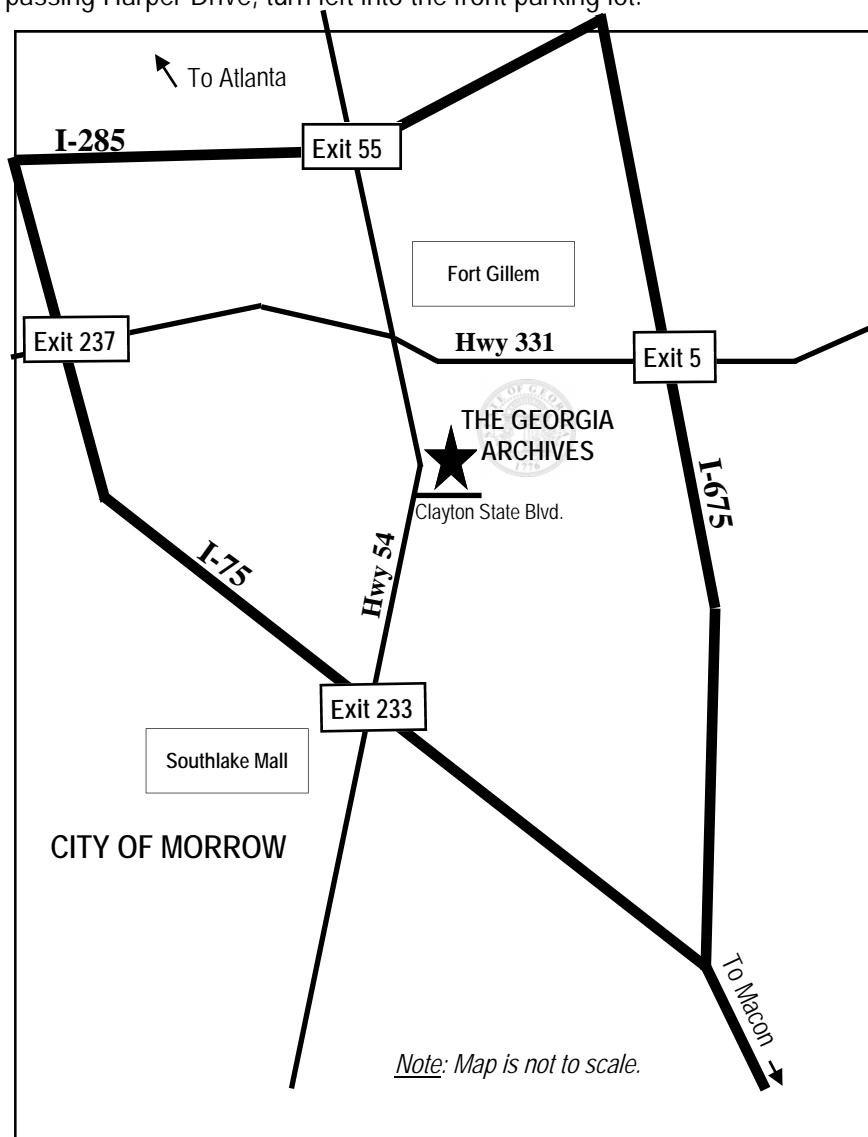 passing Harper Drive, turn left into the front parking lot.
To Atlanta
I-285
Exit 55
Fort Gillem
Exit 237
Hwy 331
Exit 5
THE GEORGIA
ARCHIVES
1776
Clayton State Blvd.
I-675
I-75
Hwy 54
Exit 233
Southlake Mall
CITY OF MORROW
To Macon
Note: Map is not to scale.